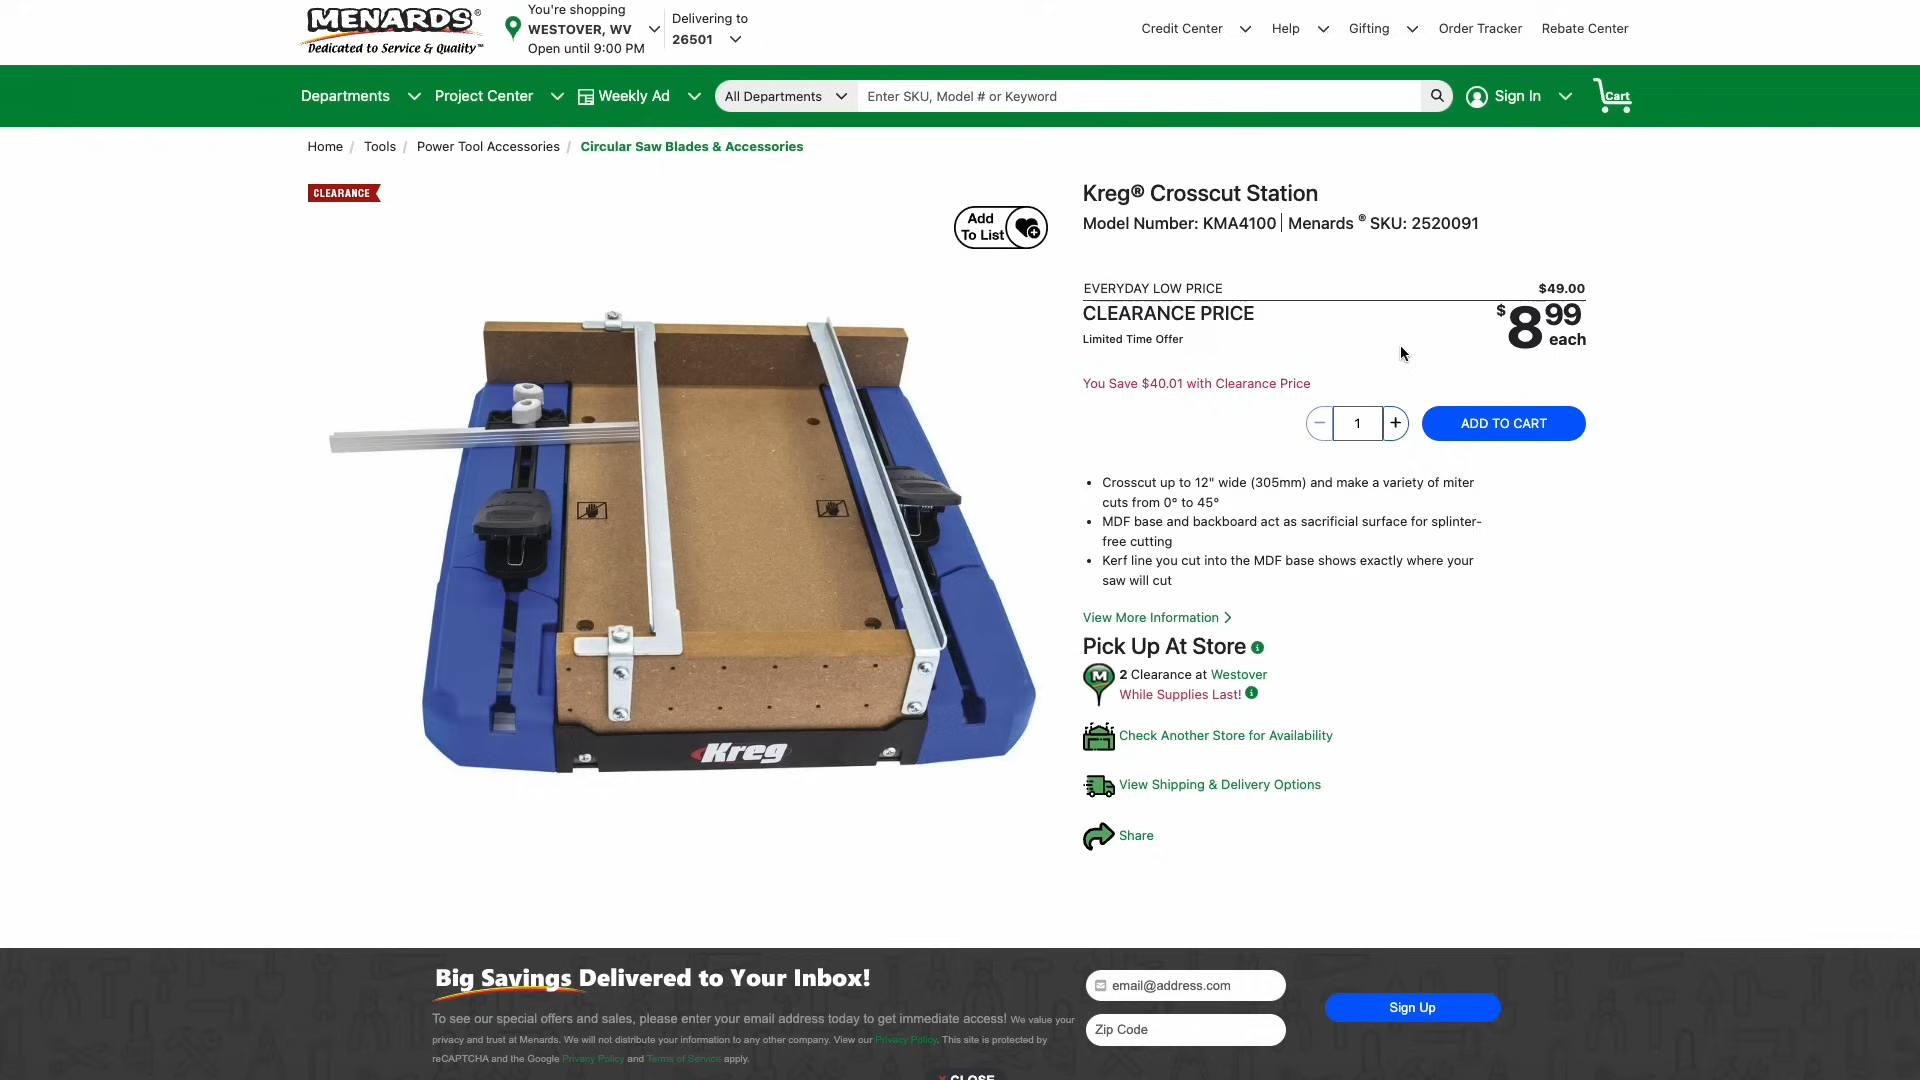 MENARDS®
Dedicated to Service & Quality™
You're shopping
WESTOVER, WV
Open until 9:00 PM
Delivering to
26501
Credit Center
Help
Gifting
Order Tracker
Rebate Center
Departments
Project Center
Weekly Ad
All Departments
Enter SKU, Model # or Keyword
Sign In
Cart
Home / Tools / Power Tool Accessories / Circular Saw Blades & Accessories
CLEARANCE
Add
To List
Kreg
Kreg® Crosscut Station
Model Number: KMA4100 | Menards ® SKU: 2520091
EVERYDAY LOW PRICE $49.00
CLEARANCE PRICE
Limited Time Offer
$8 99
each
You Save $40.01 with Clearance Price
− 1 +
ADD TO CART
• Crosscut up to 12" wide (305mm) and make a variety of miter
cuts from 0° to 45°
• MDF base and backboard act as sacrificial surface for splinter-
free cutting
• Kerf line you cut into the MDF base shows exactly where your
saw will cut
View More Information
Pick Up At Store
2 Clearance at Westover
While Supplies Last!
Check Another Store for Availability
View Shipping & Delivery Options
Share
Big Savings Delivered to Your Inbox!
To see our special offers and sales, please enter your email address today to get immediate access! We value your
privacy and trust at Menards. We will not distribute your information to any other company. View our Privacy Policy. This site is protected by
reCAPTCHA and the Google Privacy Policy and Terms of Service apply.
email@address.com
Zip Code
Sign Up
× CLOSE